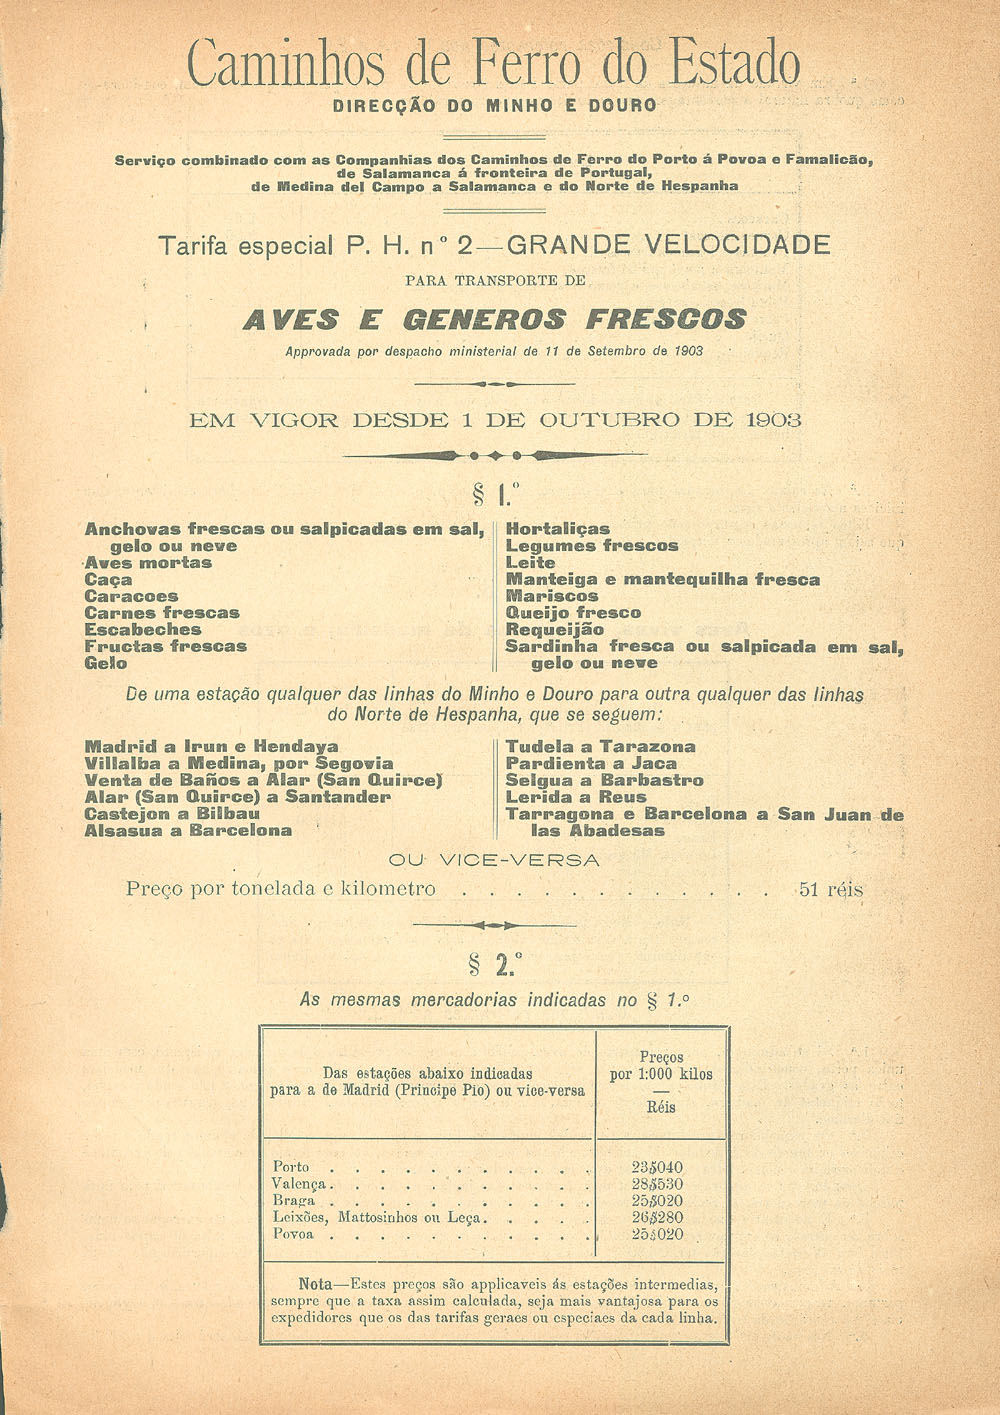 Caminhos de Ferro do Estado
DIRECÇÃO DO MINHO E DOURO
Serviço combinado com as Companhias dos Caminhos de Ferro do Porto á Povoa e Famalicão,
de Salamanca á fronteira de Portugal,
de Medina del Campo a Salamanca e do Norte de Hespanha
Tarifa especial P. H. nº 2—GRANDE VELOCIDADE
PARA TRANSPORTE DE
AVES E GENEROS FRESCOS
Approvada por despacho ministerial de 11 de Setembro de 1903
EM VIGOR DESDE 1 DE OUTUBRO DE 1903
§ 1.º
Anchovas frescas ou salpicadas em sal,
gelo ou neve
Aves mortas
Caça
Caracoes
Carnes frescas
Escabeches
Fructas frescas
Gelo
Hortaliças
Legumes frescos
Leite
Manteiga e mantequilha fresca
Mariscos
Queijo fresco
Requeijão
Sardinha fresca ou salpicada em sal,
gelo ou neve
De uma estação qualquer das linhas do Minho e Douro para outra qualquer das linhas
do Norte de Hespanha, que se seguem:
Madrid a Irun e Hendaya
Villalba a Medina, por Segovia
Venta de Baños a Alar (San Quirce)
Alar (San Quirce) a Santander
Castejon a Bilbau
Alsasua a Barcelona
Tudela a Tarazona
Pardienta a Jaca
Selgua a Barbastro
Lerida a Reus
Tarragona e Barcelona a San Juan de
las Abadesas
OU VICE-VERSA
Preço por tonelada e kilometro . . . . . . . . . . . . 51 réis
§ 2.º
As mesmas mercadorias indicadas no § 1.º
Das estações abaixo indicadas
para a de Madrid (Principe Pio) ou vice-versa
Preços
por 1:000 kilos
—
Réis
Porto . . . . . . . . . . . 23$040
Valença. . . . . . . . . . . 28$530
Braga . . . . . . . . . . . 25$020
Leixões, Mattosinhos ou Leça. . . . . 26$280
Povoa . . . . . . . . . . . 25$020
Nota—Estes preços são applicaveis ás estações intermedias,
sempre que a taxa assim calculada, seja mais vantajosa para os
expedidores que os das tarifas geraes ou especiaes da cada linha.